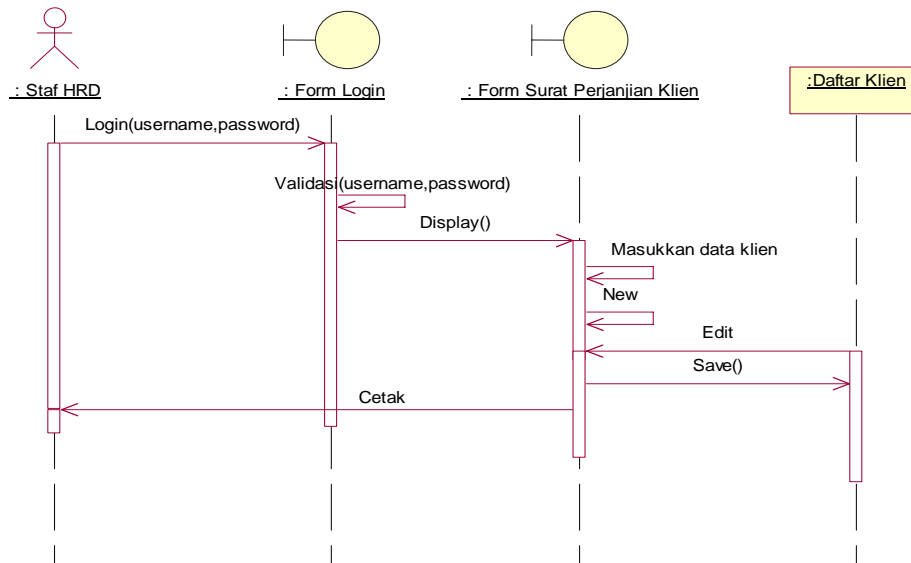 : Staf HRD
: Form Login
: Form Surat Perjanjian Klien
:Daftar Klien
Login(username,password)
Validasi(username,password)
Display()
Masukkan data klien
New
Edit
Save()
Cetak